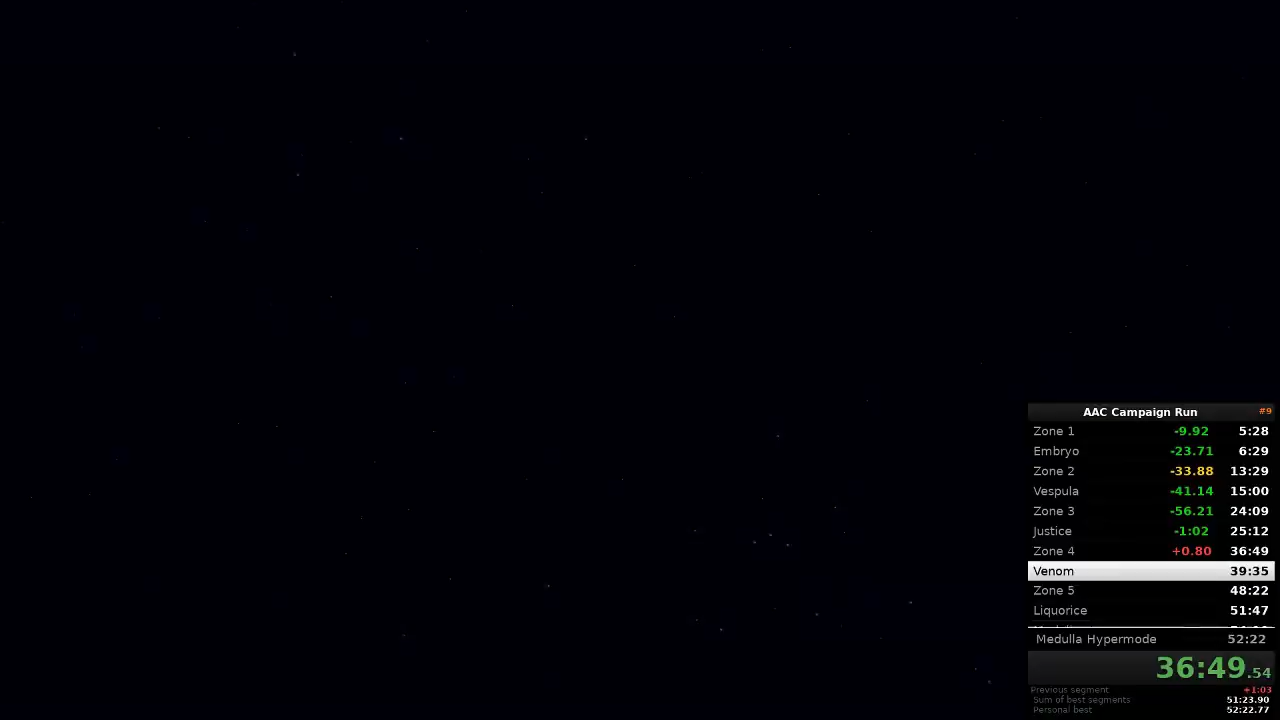 AAC Campaign Run #9
Zone 1 -9.92 5:28
Embryo -23.71 6:29
Zone 2 -33.88 13:29
Vespula -41.14 15:00
Zone 3 -56.21 24:09
Justice -1:02 25:12
Zone 4 +0.80 36:49
Venom 39:35
Zone 5 48:22
Liquorice 51:47
Medulla Hypermode 52:22
36:49.54
Previous segment +1:03
Sum of best segments 51:23.90
Personal best 52:22.77